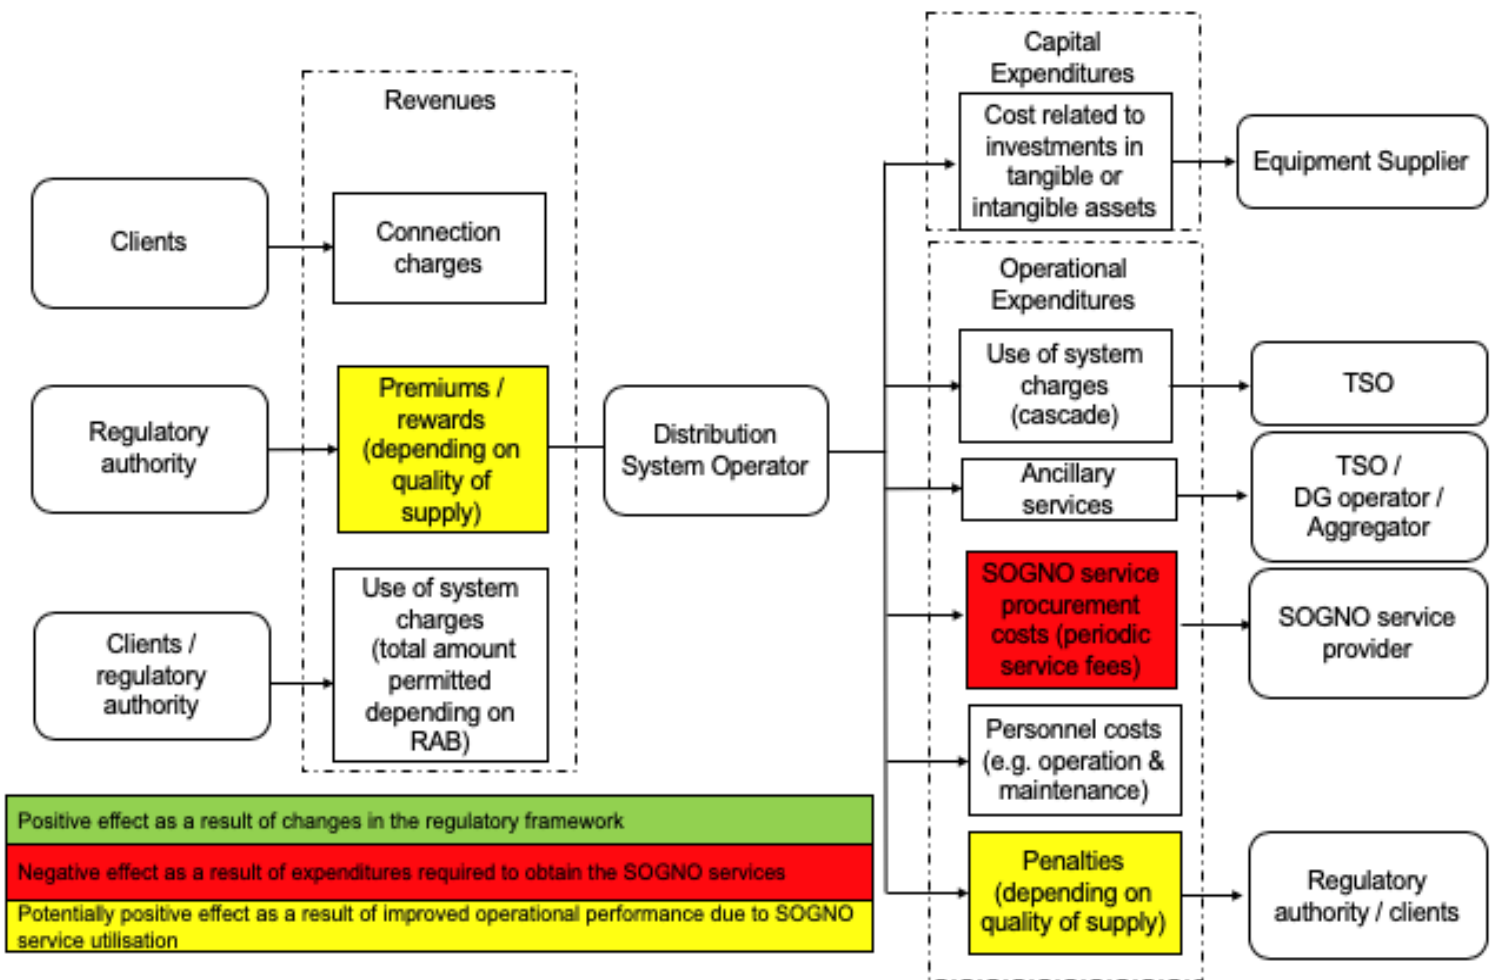 Capital
Expenditures
Revenues
Cost related to
investments in
tangible or
intangible assets
Equipment Supplier
Clients
Connection
charges
Operational
Expenditures
Use of system
charges
(cascade)
TSO
Regulatory
authority
Premiums /
rewards
(depending on
quality of
supply)
Distribution
System Operator
Ancillary
services
TSO /
DG operator /
Aggregator
SOGNO service
procurement
costs (periodic
service fees)
SOGNO service
provider
Clients /
regulatory
authority
Use of system
charges
(total amount
permitted
depending on
RAB)
Personnel costs
(e.g. operation &
maintenance)
Penalties
(depending on
quality of supply)
Regulatory
authority / clients
Positive effect as a result of changes in the regulatory framework
Negative effect as a result of expenditures required to obtain the SOGNO services
Potentially positive effect as a result of improved operational performance due to SOGNO
service utilisation